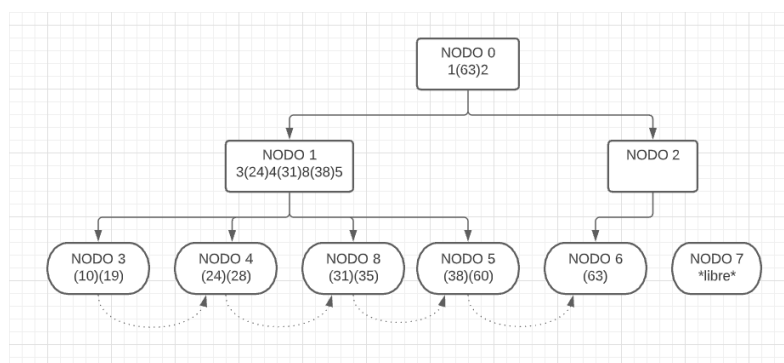 NODO 0
1(63)2
NODO 1
3(24)4(31)8(38)5
NODO 2
NODO 3
(10)(19)
NODO 4
(24)(28)
NODO 8
(31)(35)
NODO 5
(38)(60)
NODO 6
(63)
NODO 7
*libre*